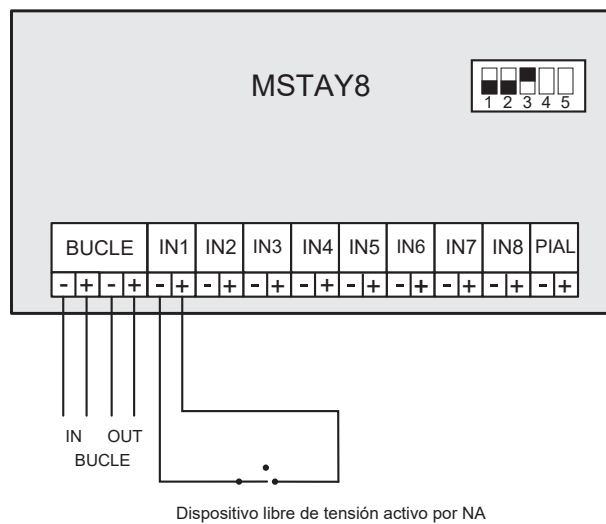 MSTAY8
1 2 3 4 5
BUCLE IN1 IN2 IN3 IN4 IN5 IN6 IN7 IN8 PIAL
- + - + - + - + - + - + - + - + - + - + - +
IN OUT
BUCLE
Dispositivo libre de tensión activo por NA